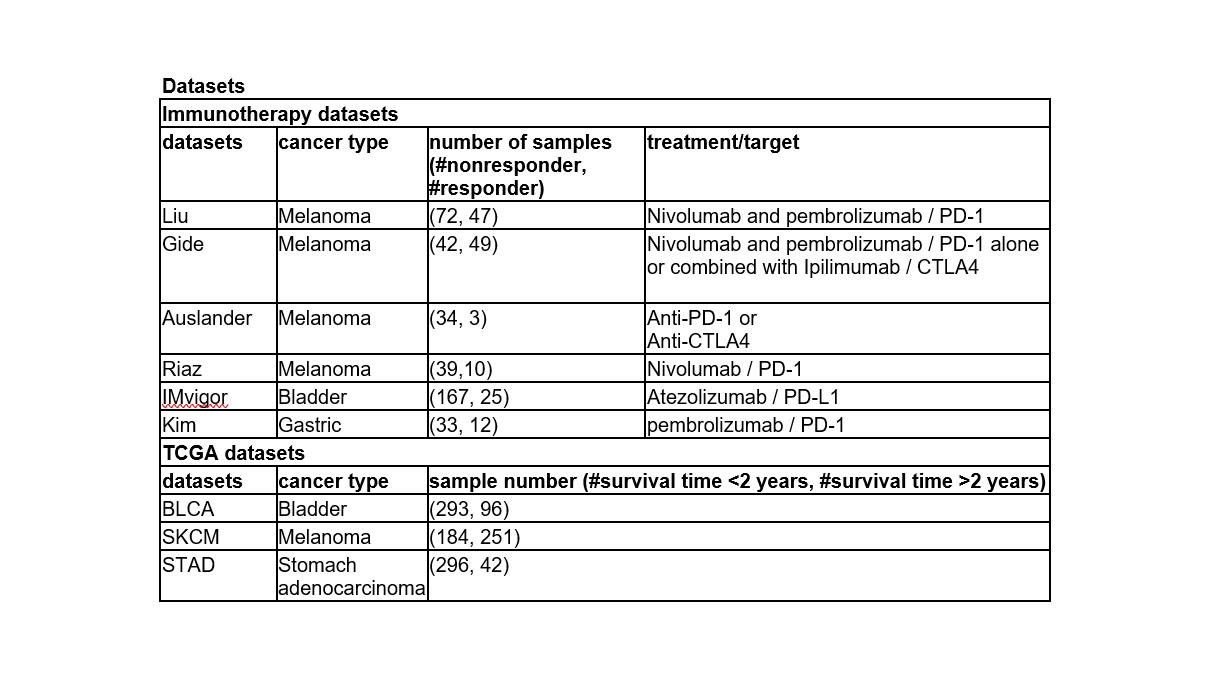 Datasets
Immunotherapy datasets
datasets cancer type number of samples (#nonresponder, #responder) treatment/target
Liu Melanoma (72, 47) Nivolumab and pembrolizumab / PD-1
Gide Melanoma (42, 49) Nivolumab and pembrolizumab / PD-1 alone
or combined with Ipilimumab / CTLA4
Auslander Melanoma (34, 3) Anti-PD-1 or
Anti-CTLA4
Riaz Melanoma (39,10) Nivolumab / PD-1
IMvigor Bladder (167, 25) Atezolizumab / PD-L1
Kim Gastric (33, 12) pembrolizumab / PD-1
TCGA datasets
datasets cancer type sample number (#survival time <2 years, #survival time >2 years)
BLCA Bladder (293, 96)
SKCM Melanoma (184, 251)
STAD Stomach adenocarcinoma (296, 42)